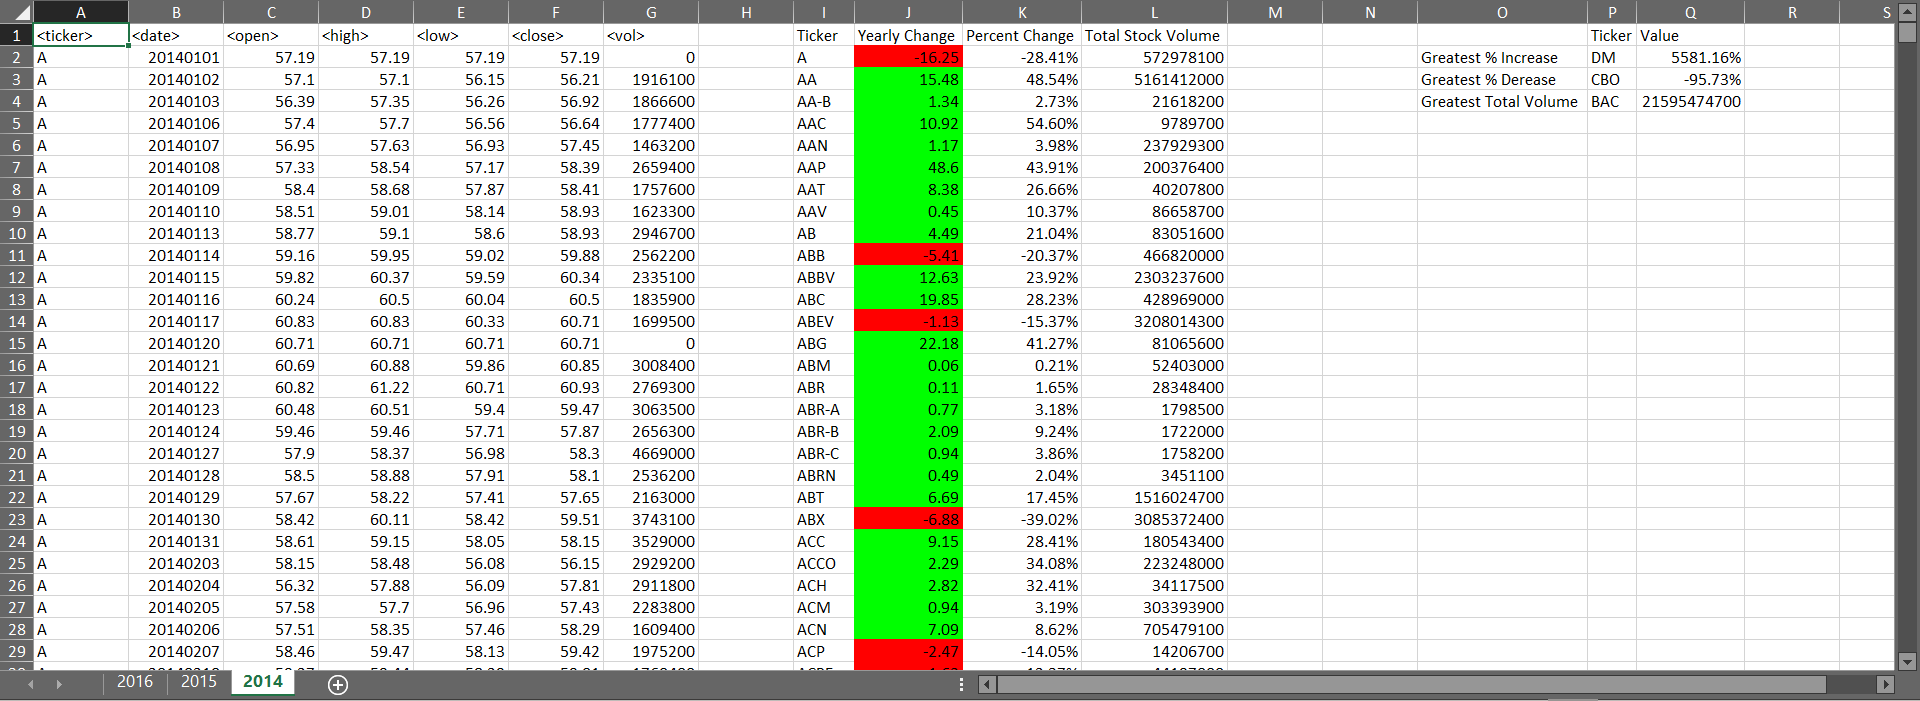 A B C D E F G H I J K L M N O P Q R S
1 <ticker> <date> <open> <high> <low> <close> <vol> Ticker Yearly Change Percent Change Total Stock Volume Ticker Value
2 A 20140101 57.19 57.19 57.19 57.19 0 A -16.25 -28.41% 572978100 Greatest % Increase DM 5581.16%
3 A 20140102 57.1 57.1 56.15 56.21 1916100 AA 15.48 48.54% 5161412000 Greatest % Derease CBO -95.73%
4 A 20140103 56.39 57.35 56.26 56.92 1866600 AA-B 1.34 2.73% 21618200 Greatest Total Volume BAC 21595474700
5 A 20140106 57.4 57.7 56.56 56.64 1777400 AAC 10.92 54.60% 9789700
6 A 20140107 56.95 57.63 56.93 57.45 1463200 AAN 1.17 3.98% 237929300
7 A 20140108 57.33 58.54 57.17 58.39 2659400 AAP 48.6 43.91% 200376400
8 A 20140109 58.4 58.68 57.87 58.41 1757600 AAT 8.38 26.66% 40207800
9 A 20140110 58.51 59.01 58.14 58.93 1623300 AAV 0.45 10.37% 86658700
10 A 20140113 58.77 59.1 58.6 58.93 2946700 AB 4.49 21.04% 83051600
11 A 20140114 59.16 59.95 59.02 59.88 2562200 ABB -5.41 -20.37% 466820000
12 A 20140115 59.82 60.37 59.59 60.34 2335100 ABBV 12.63 23.92% 2303237600
13 A 20140116 60.24 60.5 60.04 60.5 1835900 ABC 19.85 28.23% 428969000
14 A 20140117 60.83 60.83 60.33 60.71 1699500 ABEV -1.13 -15.37% 3208014300
15 A 20140120 60.71 60.71 60.71 60.71 0 ABG 22.18 41.27% 81065600
16 A 20140121 60.69 60.88 59.86 60.85 3008400 ABM 0.06 0.21% 52403000
17 A 20140122 60.82 61.22 60.71 60.93 2769300 ABR 0.11 1.65% 28348400
18 A 20140123 60.48 60.51 59.4 59.47 3063500 ABR-A 0.77 3.18% 1798500
19 A 20140124 59.46 59.46 57.71 57.87 2656300 ABR-B 2.09 9.24% 1722000
20 A 20140127 57.9 58.37 56.98 58.3 4669000 ABR-C 0.94 3.86% 1758200
21 A 20140128 58.5 58.88 57.91 58.1 2536200 ABRN 0.49 2.04% 3451100
22 A 20140129 57.67 58.22 57.41 57.65 2163000 ABT 6.69 17.45% 1516024700
23 A 20140130 58.42 60.11 58.42 59.51 3743100 ABX -6.88 -39.02% 3085372400
24 A 20140131 58.61 59.15 58.05 58.15 3529000 ACC 9.15 28.41% 180543400
25 A 20140203 58.15 58.48 56.08 56.15 2929200 ACCO 2.29 34.08% 223248000
26 A 20140204 56.32 57.88 56.09 57.81 2911800 ACH 2.82 32.41% 34117500
27 A 20140205 57.58 57.7 56.96 57.43 2283800 ACM 0.94 3.19% 303393900
28 A 20140206 57.51 58.35 57.46 58.29 1609400 ACN 7.09 8.62% 705479100
29 A 20140207 58.46 59.47 58.13 59.42 1975200 ACP -2.47 -14.05% 14206700
2016 2015 2014